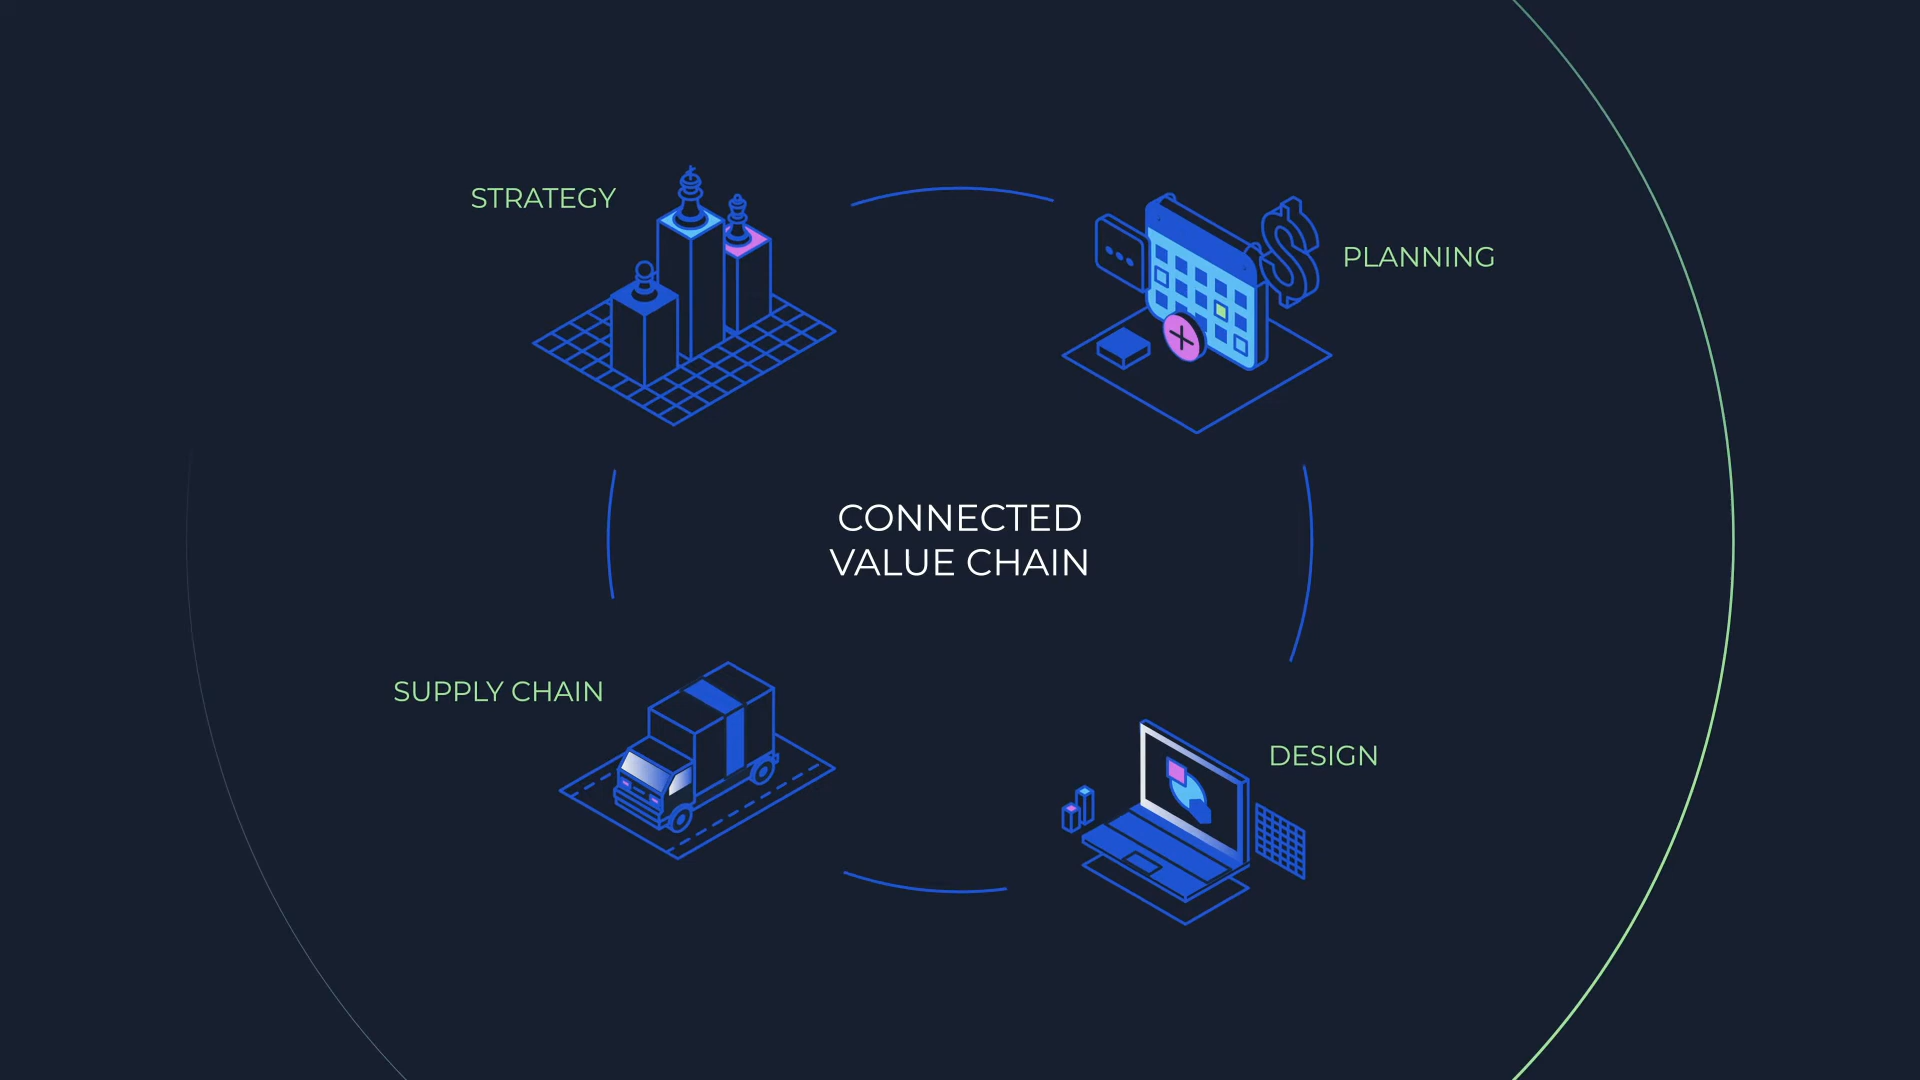 STRATEGY
PLANNING
CONNECTED
VALUE CHAIN
SUPPLY CHAIN
DESIGN